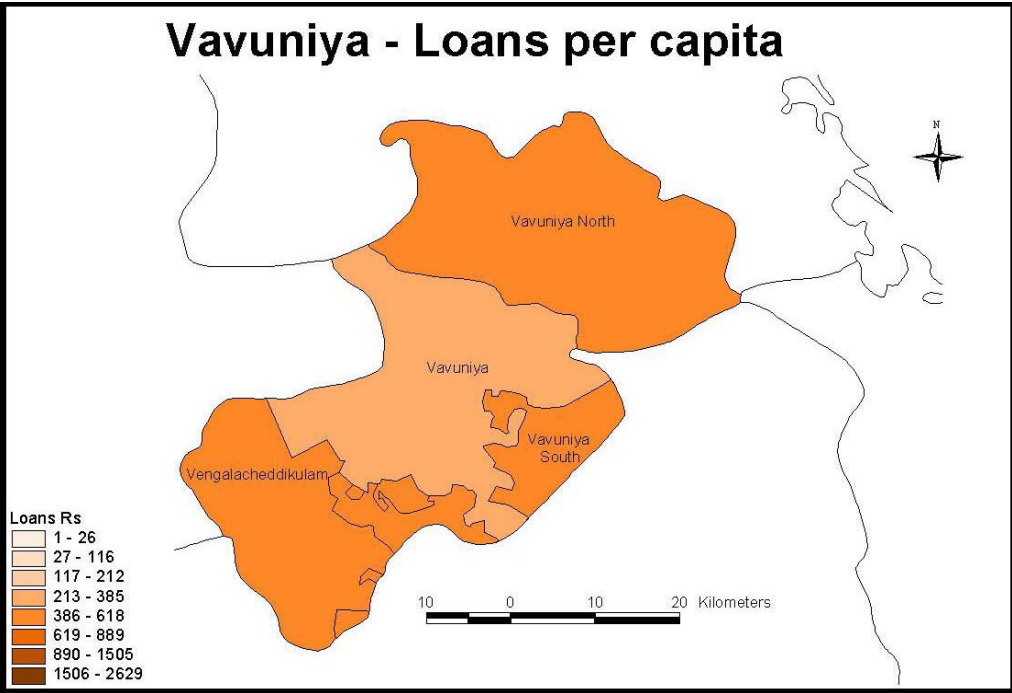 Vavuniya - Loans per capita
N
Vavuniya North
Vavuniya
Vavuniya
South
Vengalacheddikulam
Loans Rs
1 - 26
27 - 116
117 - 212
213 - 385
386 - 618
619 - 889
890 - 1505
1506 - 2629
10 0 10 20 Kilometers